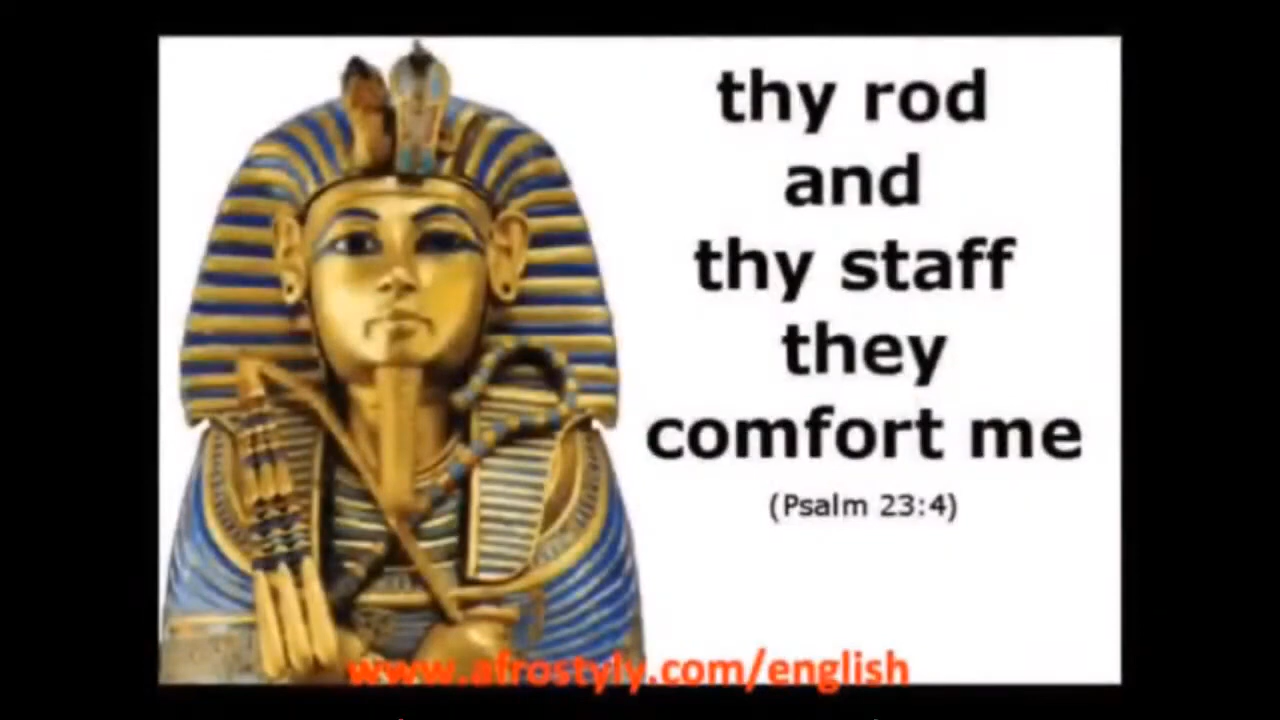 thy rod
and
thy staff
they
comfort me
(Psalm 23:4)
www.afrostyly.com/english